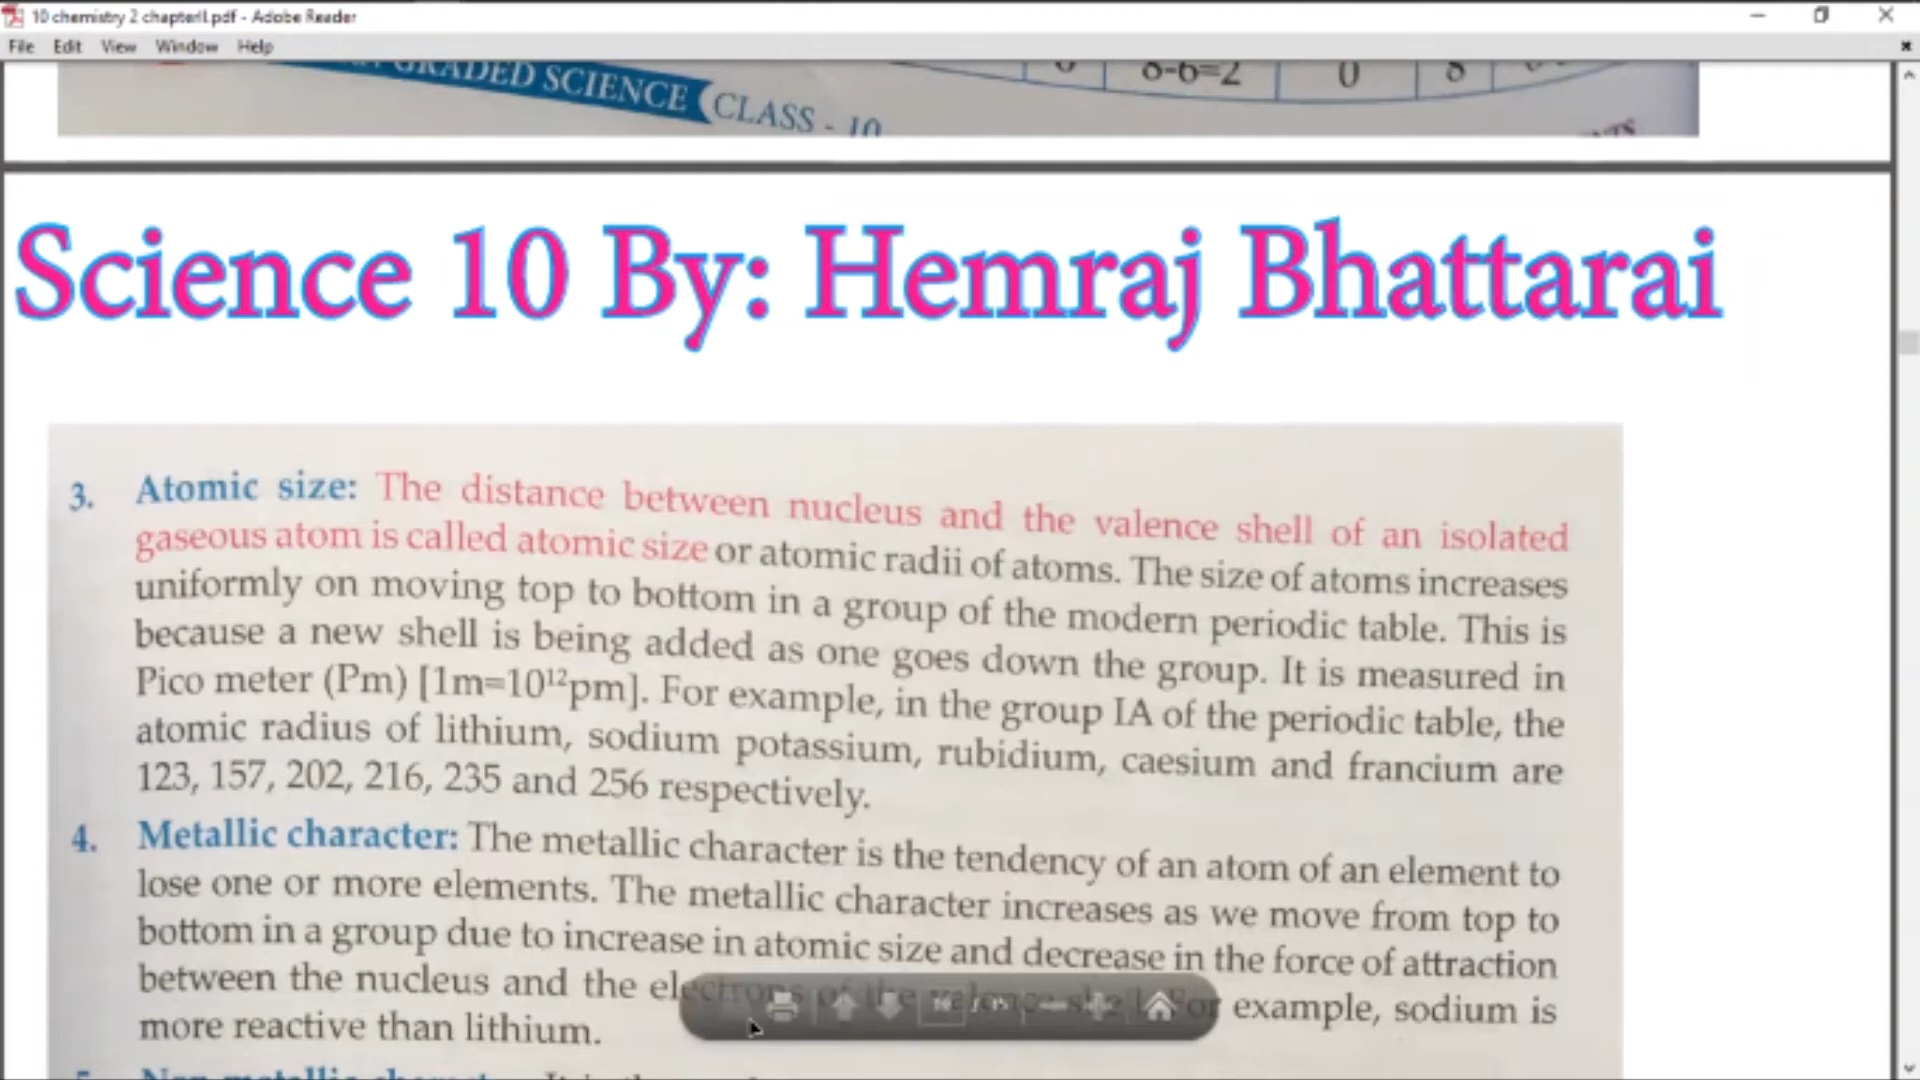 10 chemistry 2 chapter1.pdf - Adobe Reader
File Edit View Window Help
GRADED SCIENCE CLASS - 10
8-6=2 0 8
Science 10 By: Hemraj Bhattarai
3. Atomic size: The distance between nucleus and the valence shell of an isolated
gaseous atom is called atomic size or atomic radii of atoms. The size of atoms increases
uniformly on moving top to bottom in a group of the modern periodic table. This is
because a new shell is being added as one goes down the group. It is measured in
Pico meter (Pm) [1m=10¹²pm]. For example, in the group IA of the periodic table, the
atomic radius of lithium, sodium potassium, rubidium, caesium and francium are
123, 157, 202, 216, 235 and 256 respectively.
4. Metallic character: The metallic character is the tendency of an atom of an element to
lose one or more elements. The metallic character increases as we move from top to
bottom in a group due to increase in atomic size and decrease in the force of attraction
between the nucleus and the electrons of the valence shell. For example, sodium is
more reactive than lithium.